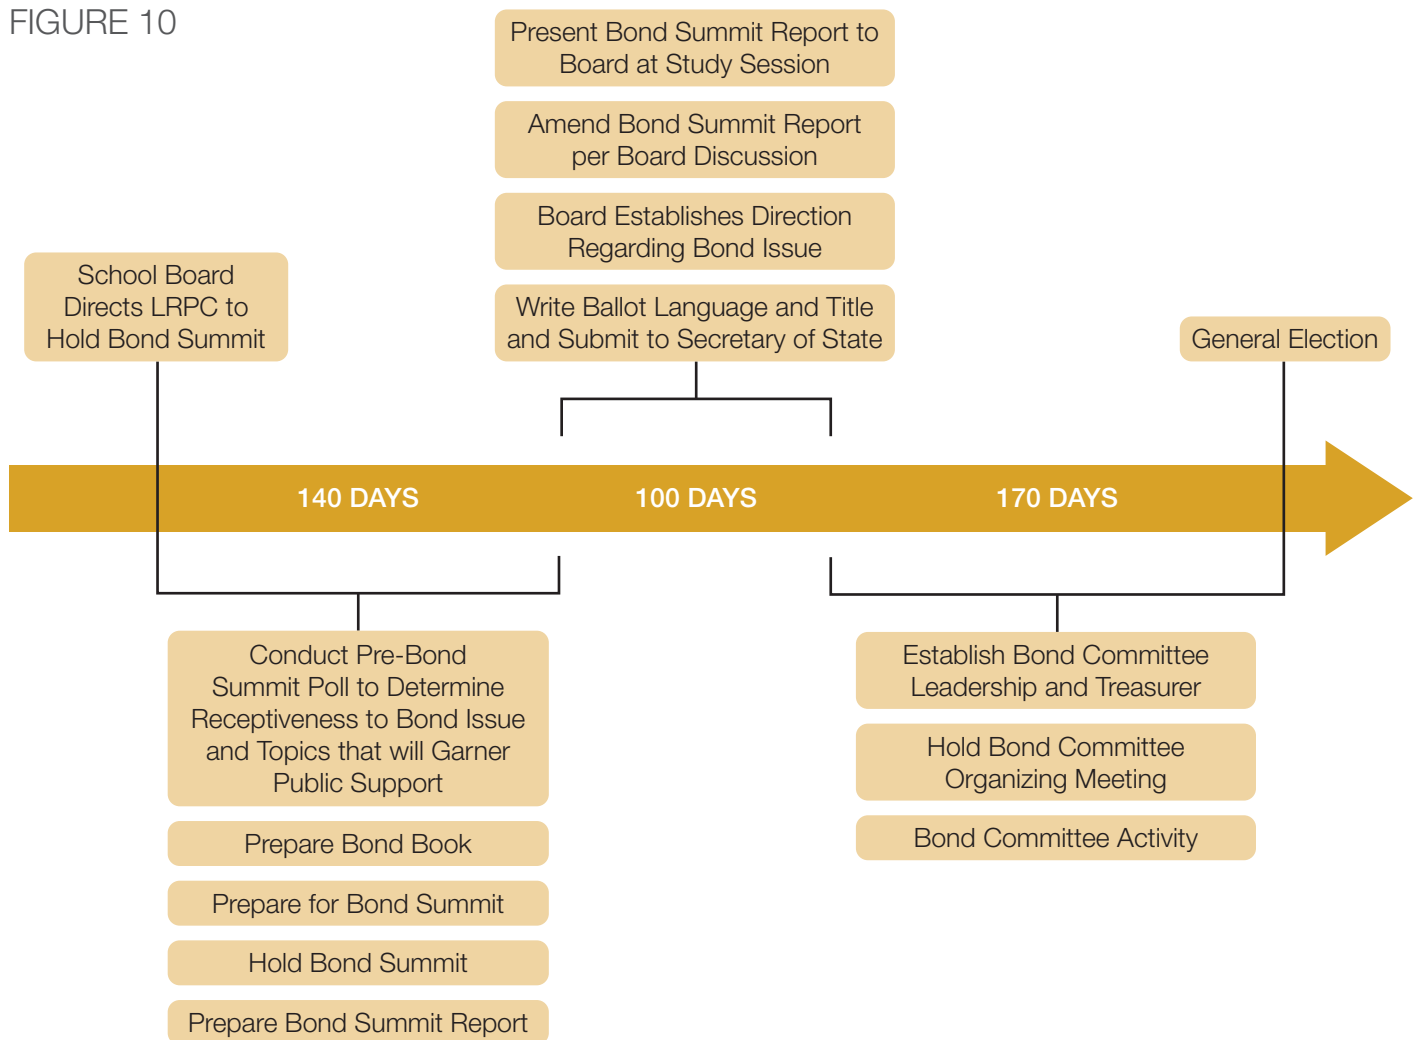 FIGURE 10
Present Bond Summit Report to
Board at Study Session
Amend Bond Summit Report
per Board Discussion
Board Establishes Direction
Regarding Bond Issue
Write Ballot Language and Title
and Submit to Secretary of State
School Board
Directs LRPC to
Hold Bond Summit
General Election
140 DAYS
100 DAYS
170 DAYS
Conduct Pre-Bond
Summit Poll to Determine
Receptiveness to Bond Issue
and Topics that will Garner
Public Support
Prepare Bond Book
Prepare for Bond Summit
Hold Bond Summit
Prepare Bond Summit Report
Establish Bond Committee
Leadership and Treasurer
Hold Bond Committee
Organizing Meeting
Bond Committee Activity